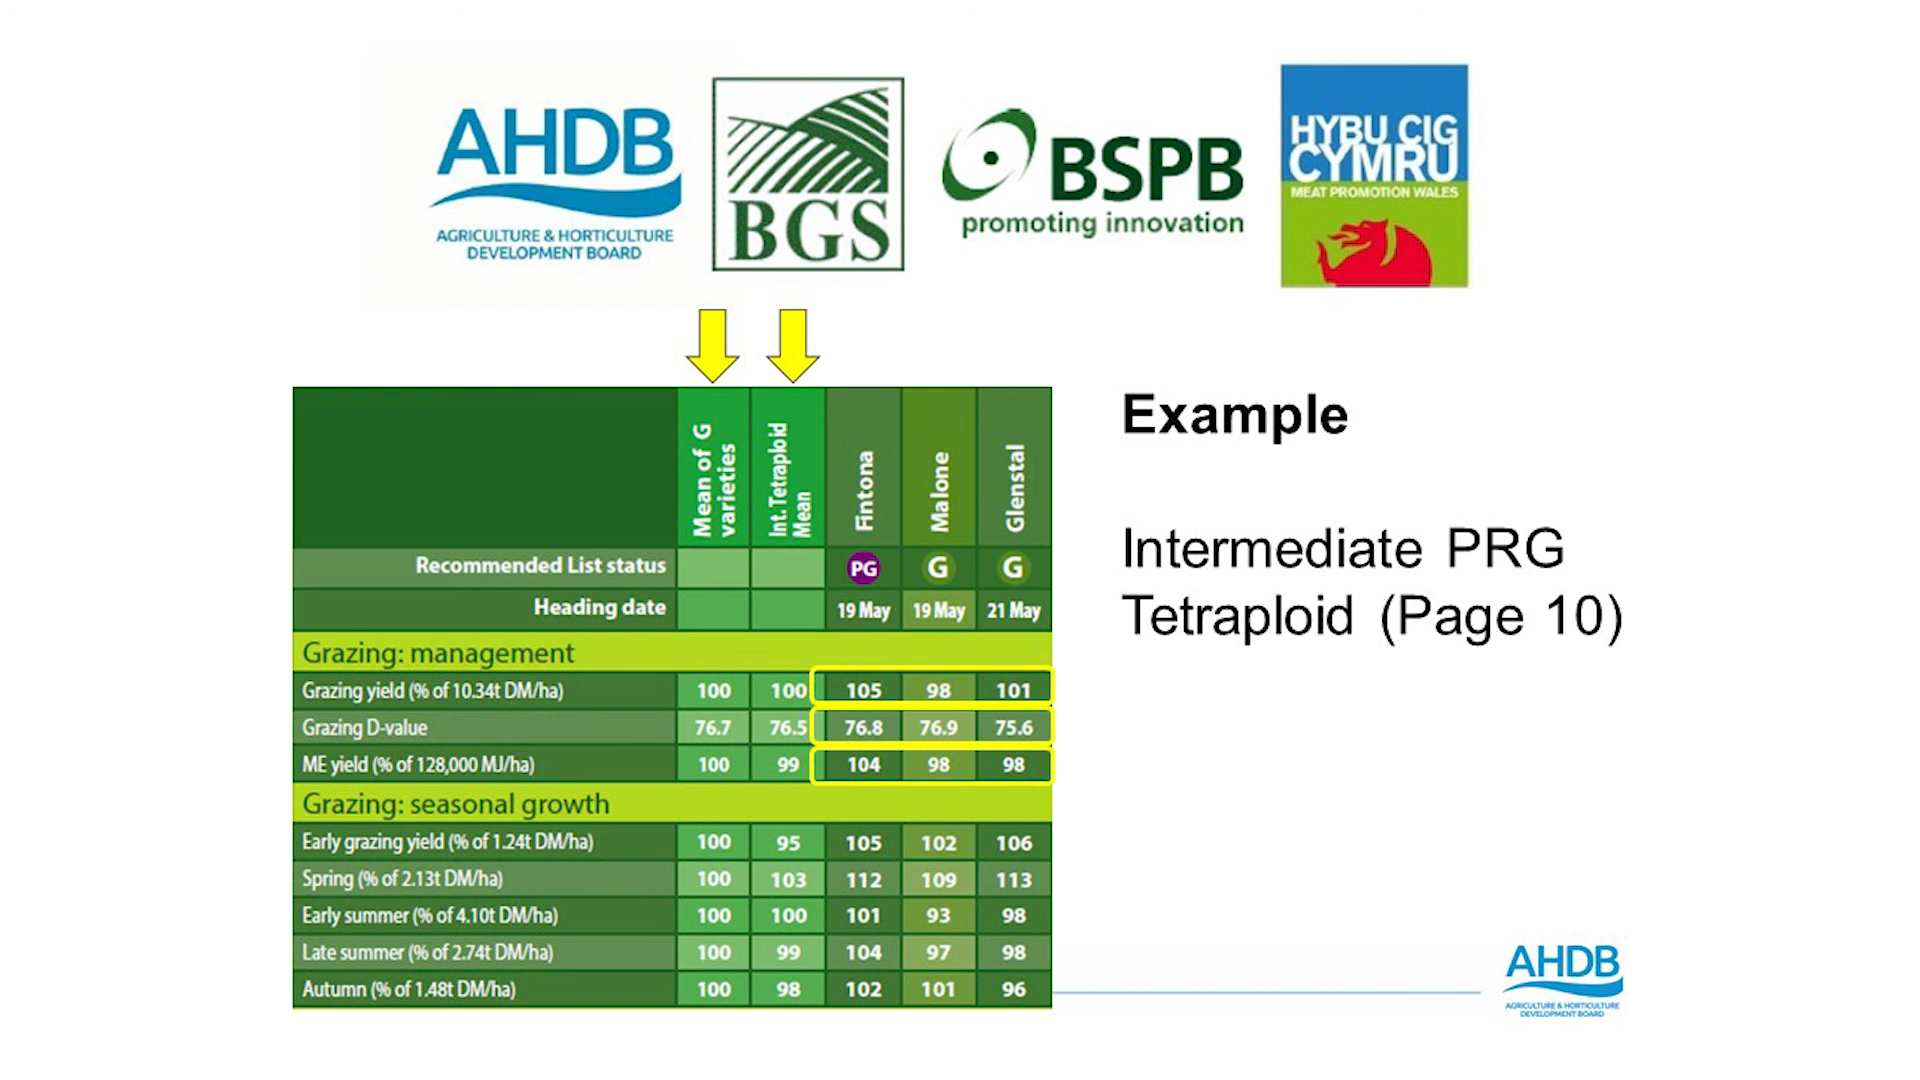 AHDB
AGRICULTURE & HORTICULTURE
DEVELOPMENT BOARD
BGS
BSPB
promoting innovation
HYBU CIG
CYMRU
MEAT PROMOTION WALES
Example
Intermediate PRG
Tetraploid (Page 10)
Mean of G
varieties
Int. Tetraploid
Mean
Fintona
Malone
Glenstal
Recommended List status PG G G
Heading date 19 May 19 May 21 May
Grazing: management
Grazing yield (% of 10.34t DM/ha) 100 100 105 98 101
Grazing D-value 76.7 76.5 76.8 76.9 75.6
ME yield (% of 128,000 MJ/ha) 100 99 104 98 98
Grazing: seasonal growth
Early grazing yield (% of 1.24t DM/ha) 100 95 105 102 106
Spring (% of 2.13t DM/ha) 100 103 112 109 113
Early summer (% of 4.10t DM/ha) 100 100 101 93 98
Late summer (% of 2.74t DM/ha) 100 99 104 97 98
Autumn (% of 1.48t DM/ha) 100 98 102 101 96
AHDB
AGRICULTURE & HORTICULTURE
DEVELOPMENT BOARD